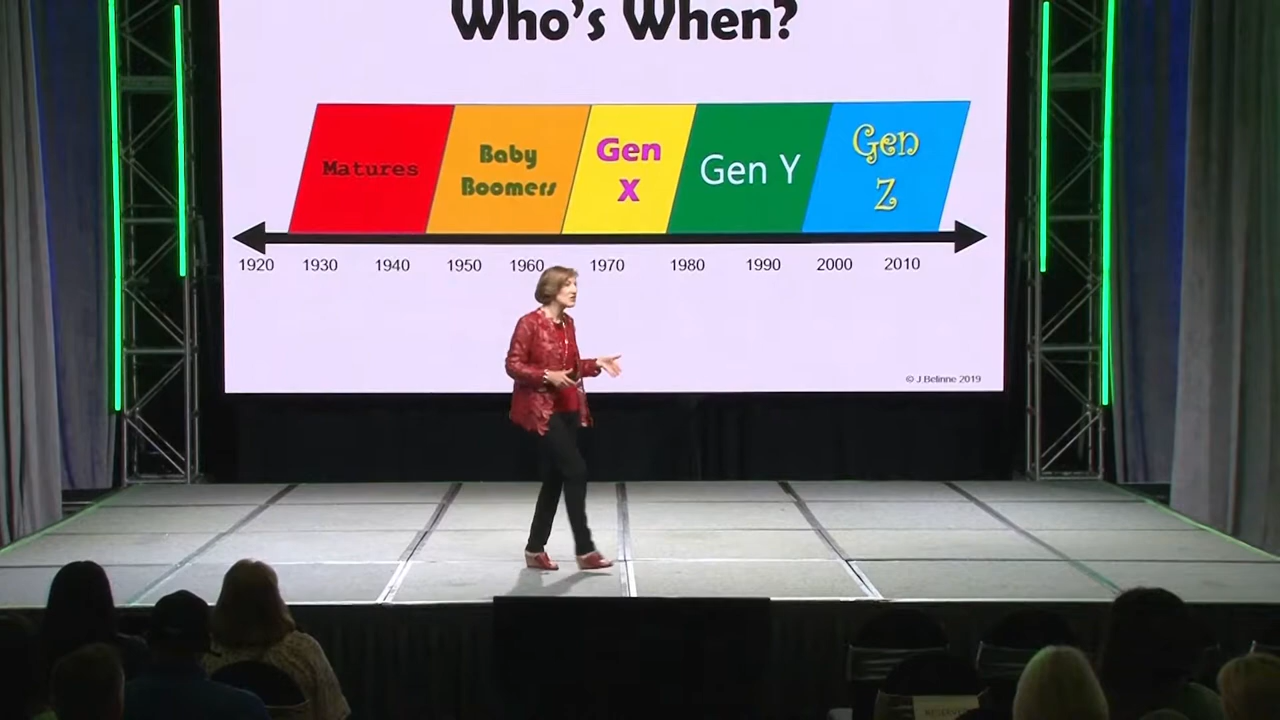 Who's When?
Matures
Baby
Boomers
Gen
X
Gen Y
Gen
Z
1920 1930 1940 1950 1960 1970 1980 1990 2000 2010
© J.Belinne 2019